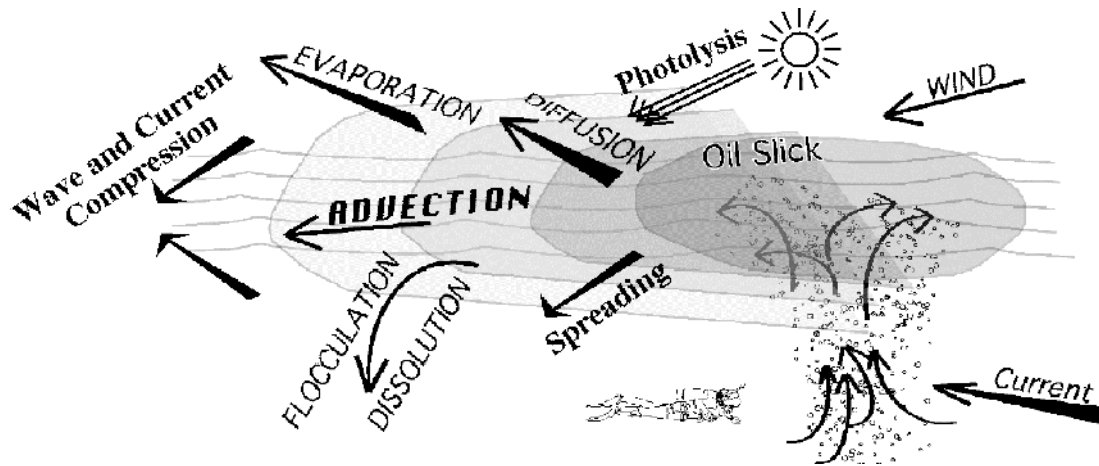 Photolysis
WIND
EVAPORATION
DIFFUSION
Oil Slick
Wave and Current
Compression
ADVECTION
FLOCCULATION
DISSOLUTION
Spreading
Current